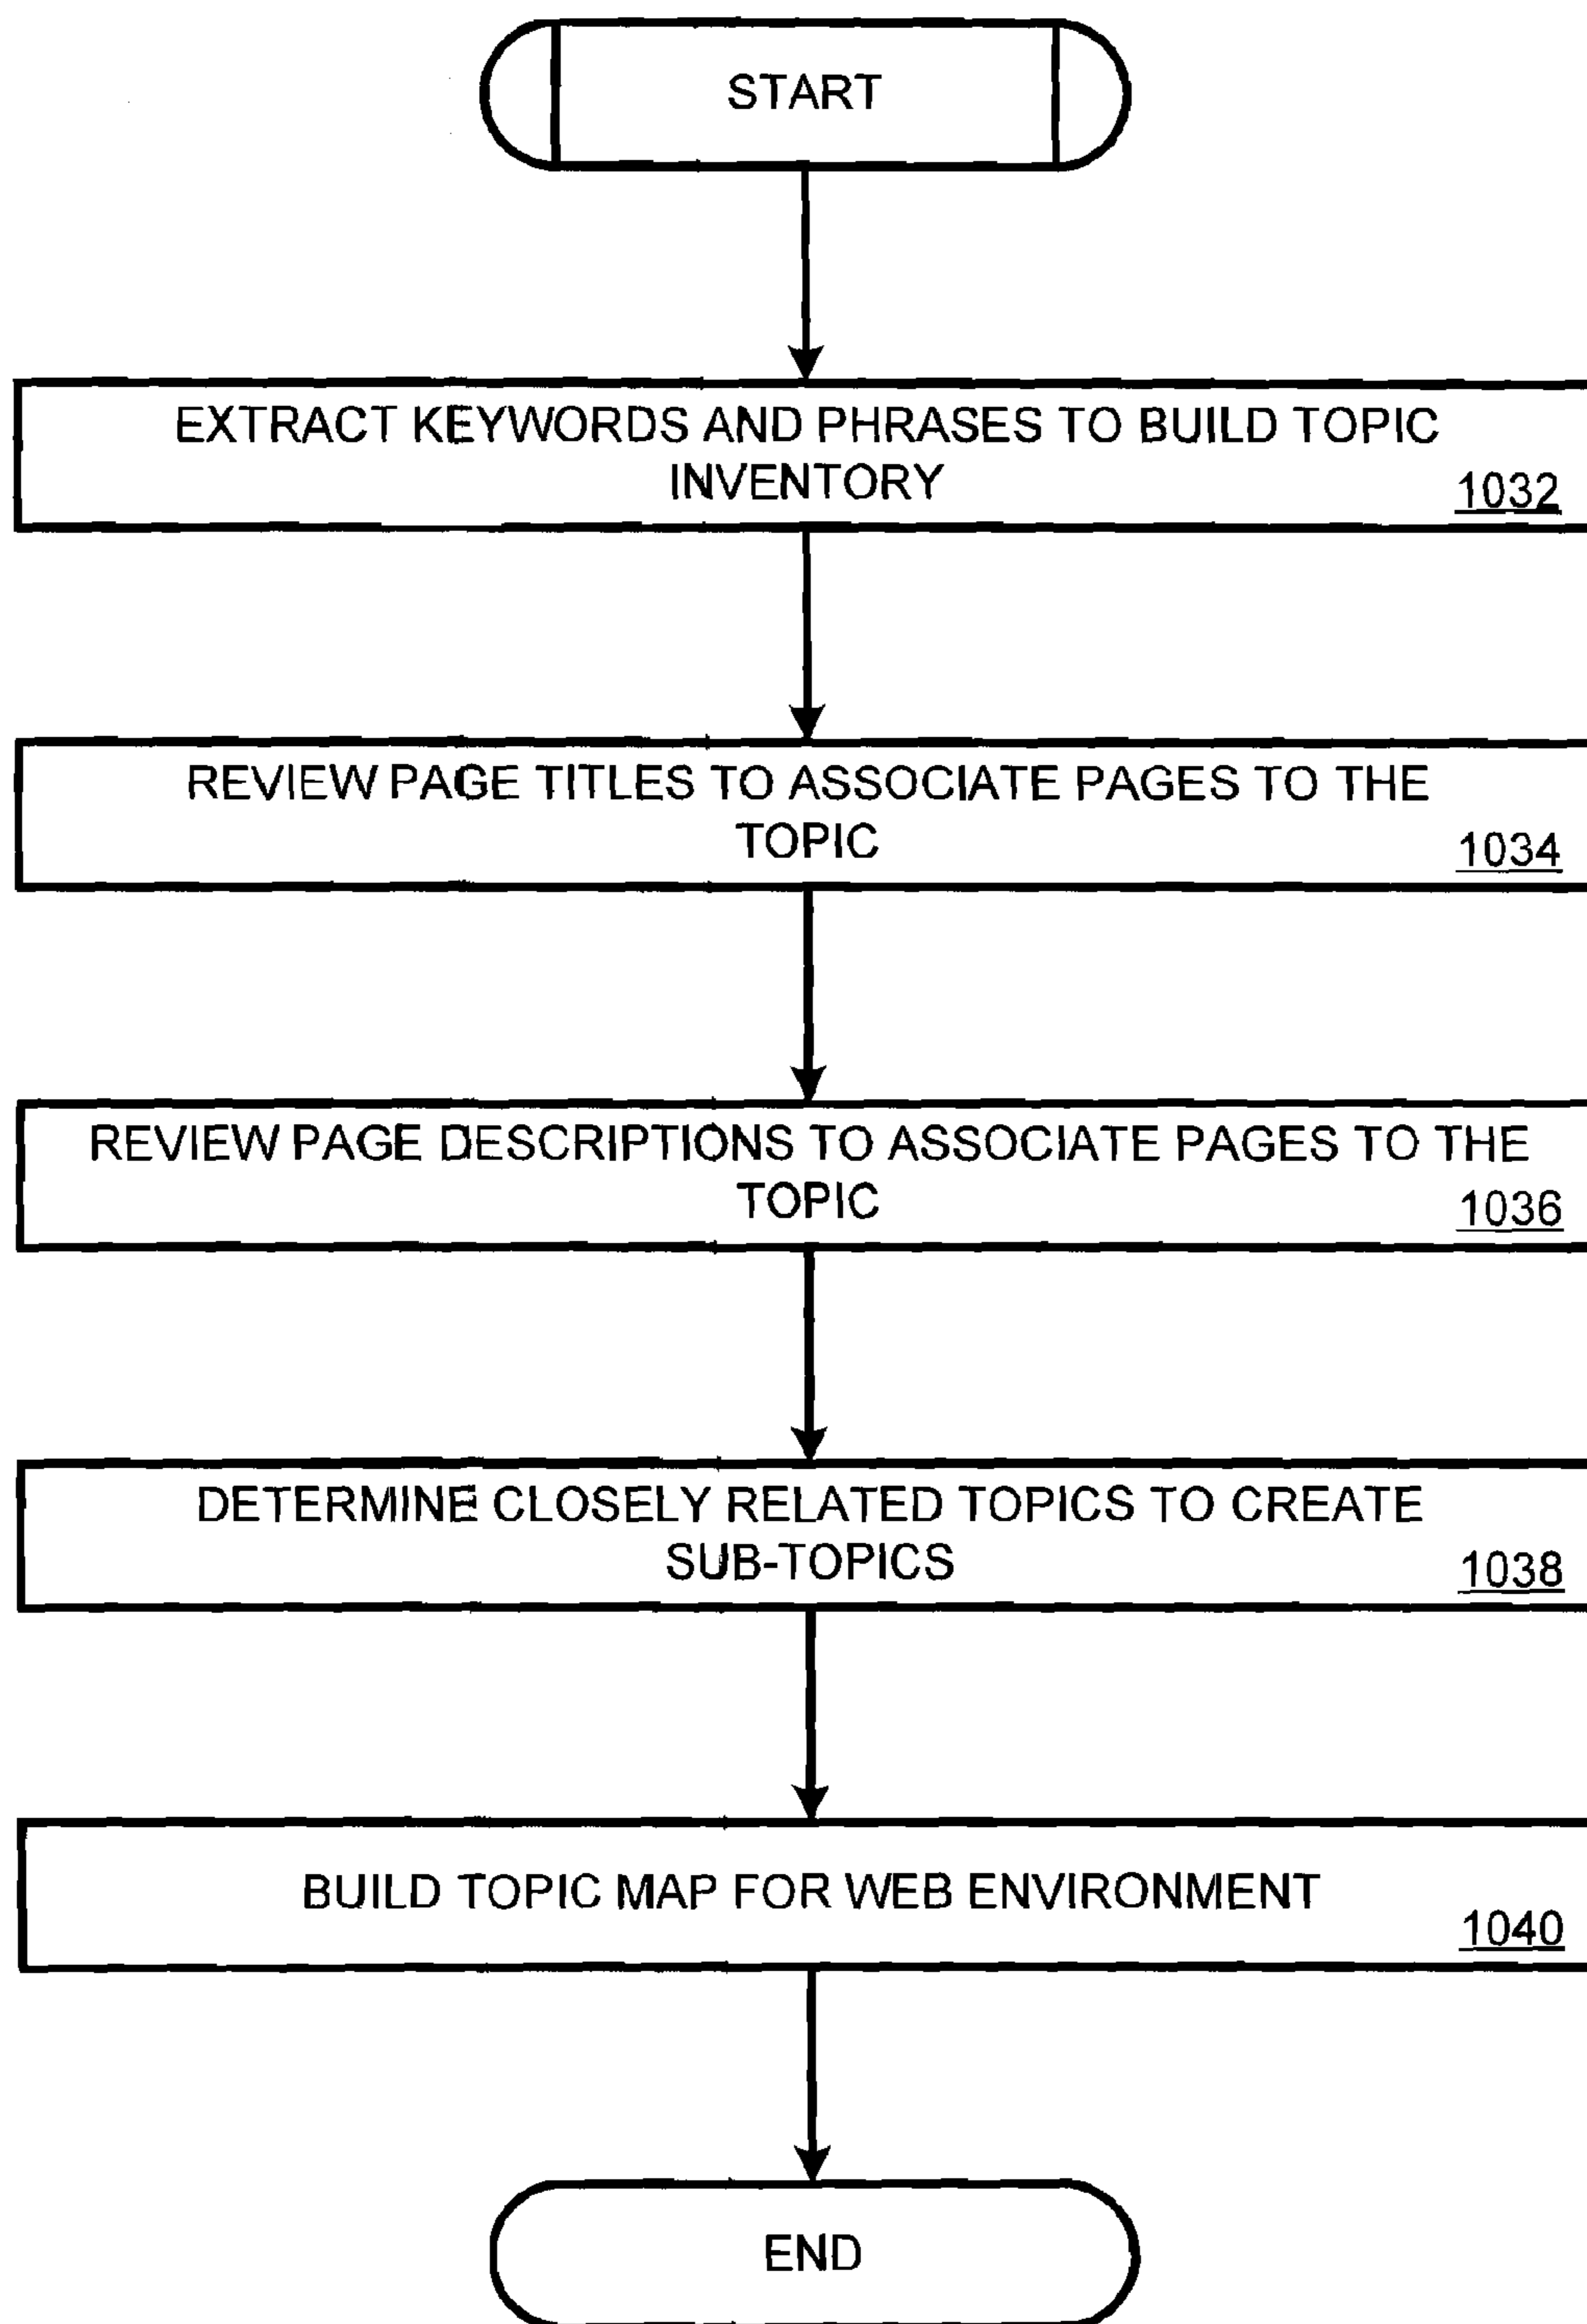 START
EXTRACT KEYWORDS AND PHRASES TO BUILD TOPIC
INVENTORY
1032
REVIEW PAGE TITLES TO ASSOCIATE PAGES TO THE
TOPIC
1034
REVIEW PAGE DESCRIPTIONS TO ASSOCIATE PAGES TO THE
TOPIC
1036
DETERMINE CLOSELY RELATED TOPICS TO CREATE
SUB-TOPICS
1038
BUILD TOPIC MAP FOR WEB ENVIRONMENT
1040
END